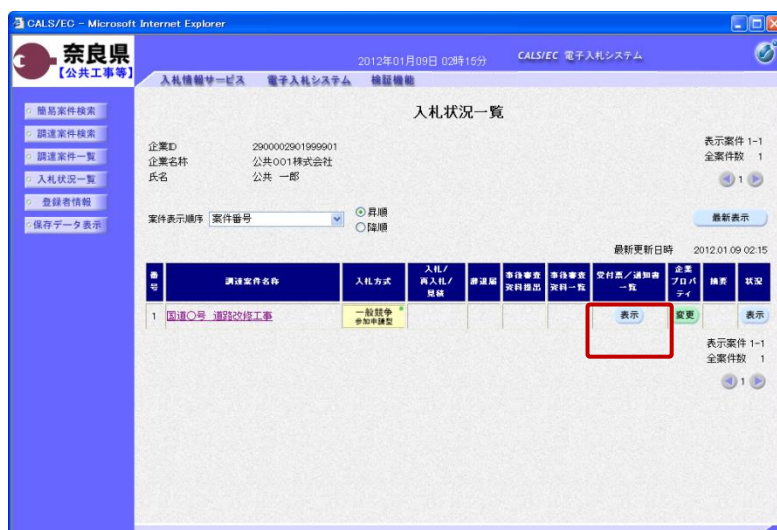 CALS/EC - Microsoft Internet Explorer
奈良県
【公共工事等】
2012年01月09日 02時15分
CALS/EC 電子入札システム
入札情報サービス 電子入札システム 検証機能
簡易案件検索
調達案件検索
調達案件一覧
入札状況一覧
登録者情報
保存データ表示
入札状況一覧
企業ID 2900002901999901
企業名称 公共001株式会社
氏名 公共 一郎
表示案件 1-1
全案件数 1
1
案件表示順序 案件番号
昇順
降順
最新表示
最新更新日時 2012.01.09 02:15
番号 調達案件名称 入札方式 入札/再入札/見積 辞退届 事後審査資料提出 事後審査資料一覧 受付票/通知書一覧 企業プロパティ 摘要 状況
1 国道〇号 道路改修工事 一般競争 参加申請型 表示 変更 表示
表示案件 1-1
全案件数 1
1